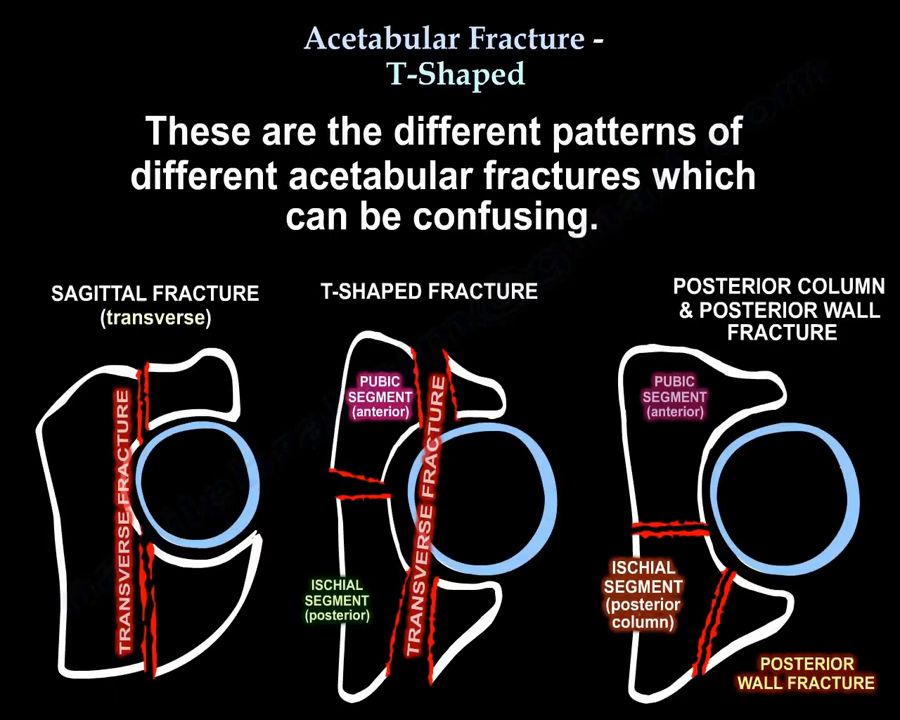 Acetabular Fracture -
T-Shaped
These are the different patterns of
different acetabular fractures which
can be confusing.
SAGITTAL FRACTURE
(transverse)
TRANSVERSE FRACTURE
T-SHAPED FRACTURE
PUBIC
SEGMENT
(anterior)
TRANSVERSE FRACTURE
ISCHIAL
SEGMENT
(posterior)
POSTERIOR COLUMN
& POSTERIOR WALL
FRACTURE
PUBIC
SEGMENT
(anterior)
ISCHIAL
SEGMENT
(posterior
column)
POSTERIOR
WALL FRACTURE